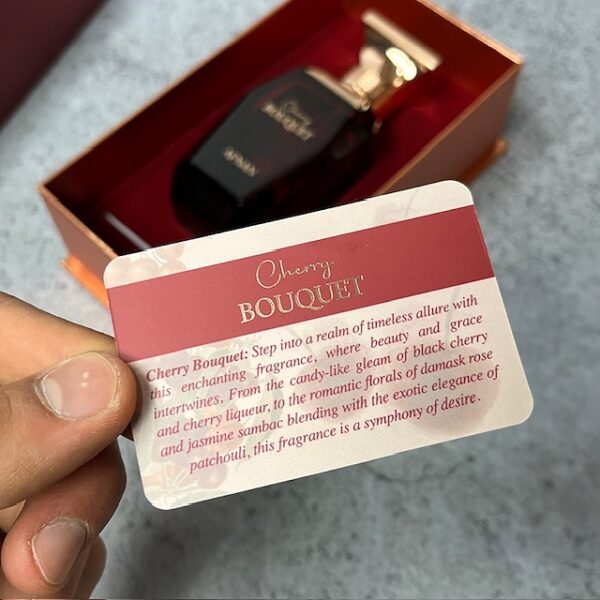 Cherry
BOUQUET
AFNAN
Cherry
BOUQUET
Cherry Bouquet: Step into a realm of timeless allure with
this enchanting fragrance, where beauty and grace
intertwines. From the candy-like gleam of black cherry
and cherry liqueur, to the romantic florals of damask rose
and jasmine sambac blending with the exotic elegance of
patchouli, this fragrance is a symphony of desire.